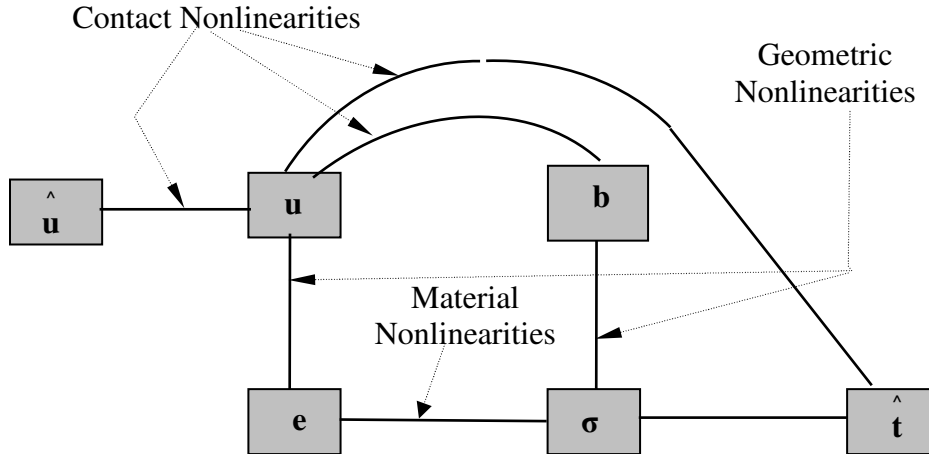 Contact Nonlinearities
Geometric
Nonlinearities
û
u
b
Material
Nonlinearities
e
σ
t̂